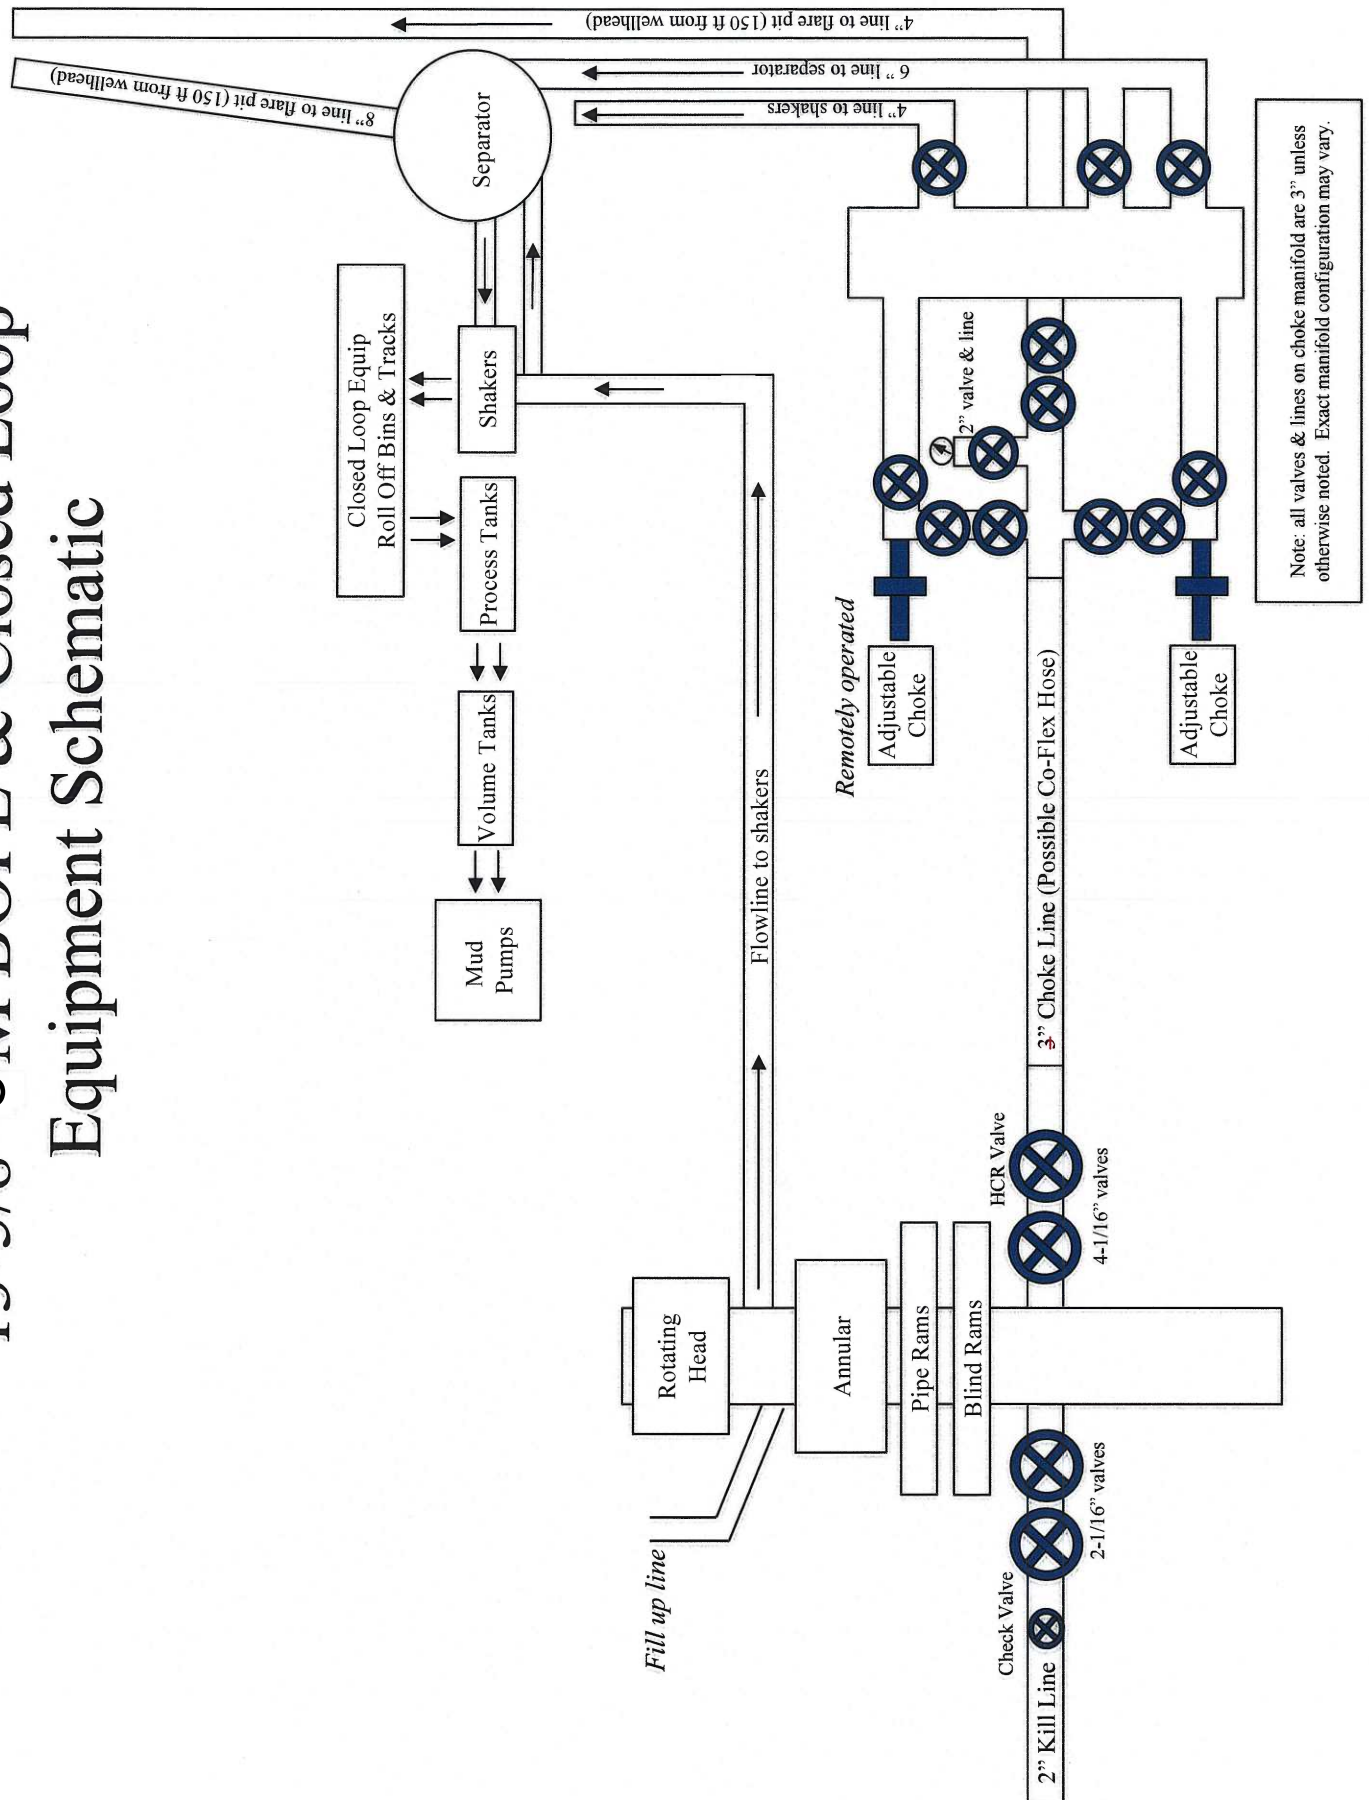 BOPE & Closed Loop
Equipment Schematic
Closed Loop Equip
Roll Off Bins & Tracks
Mud
Pumps
Volume Tanks
Process Tanks
Shakers
Separator
8” line to flare pit (150 ft from wellhead)
4” line to flare pit (150 ft from wellhead)
6” line to separator
4” line to shakers
Fill up line
Rotating
Head
Flowline to shakers
Annular
Pipe Rams
Blind Rams
Remotely operated
Adjustable
Choke
2” valve & line
Check Valve
HCR Valve
2” Kill Line
3” Choke Line (Possible Co-Flex Hose)
2-1/16” valves
4-1/16” valves
Adjustable
Choke
Note: all valves & lines on choke manifold are 3” unless
otherwise noted. Exact manifold configuration may vary.